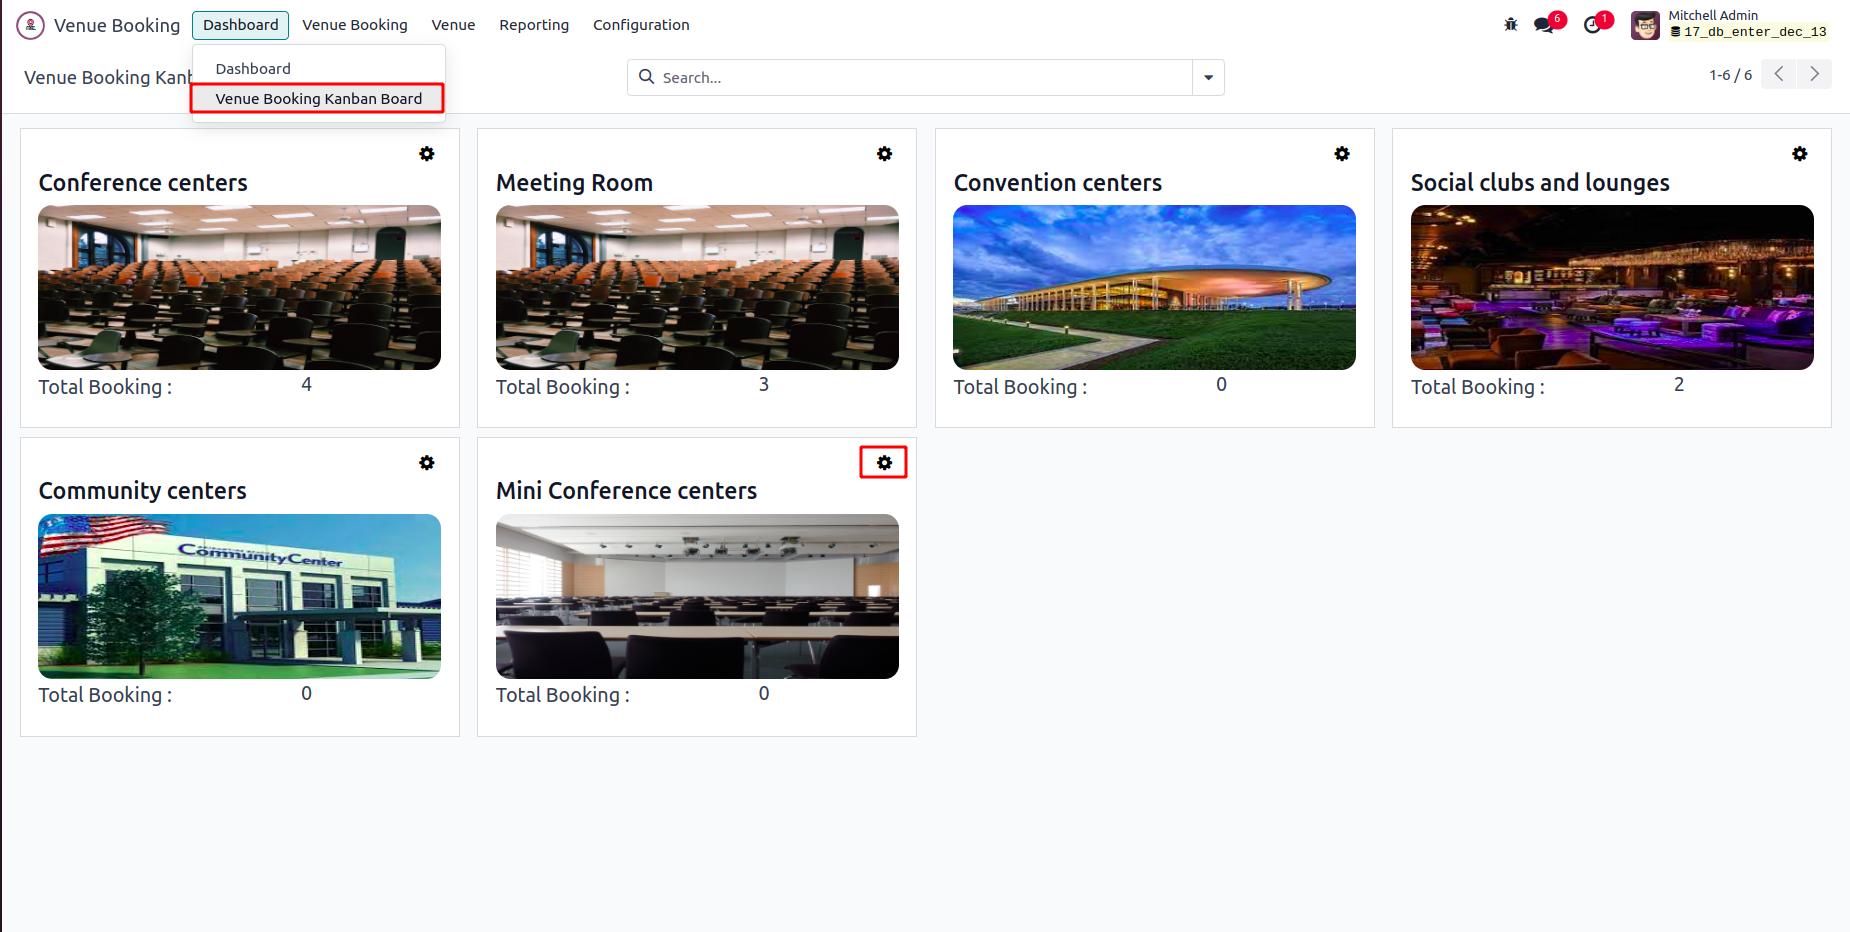 Venue Booking Dashboard Venue Booking Venue Reporting Configuration 6 1 Mitchell Admin
17_db_enter_dec_13
Dashboard
Venue Booking Kanban Board
Venue Booking Kanb
Search...
1-6 / 6
Conference centers
Total Booking : 4
Meeting Room
Total Booking : 3
Convention centers
Total Booking : 0
Social clubs and lounges
Total Booking : 2
Community centers
Community Center
Total Booking : 0
Mini Conference centers
Total Booking : 0